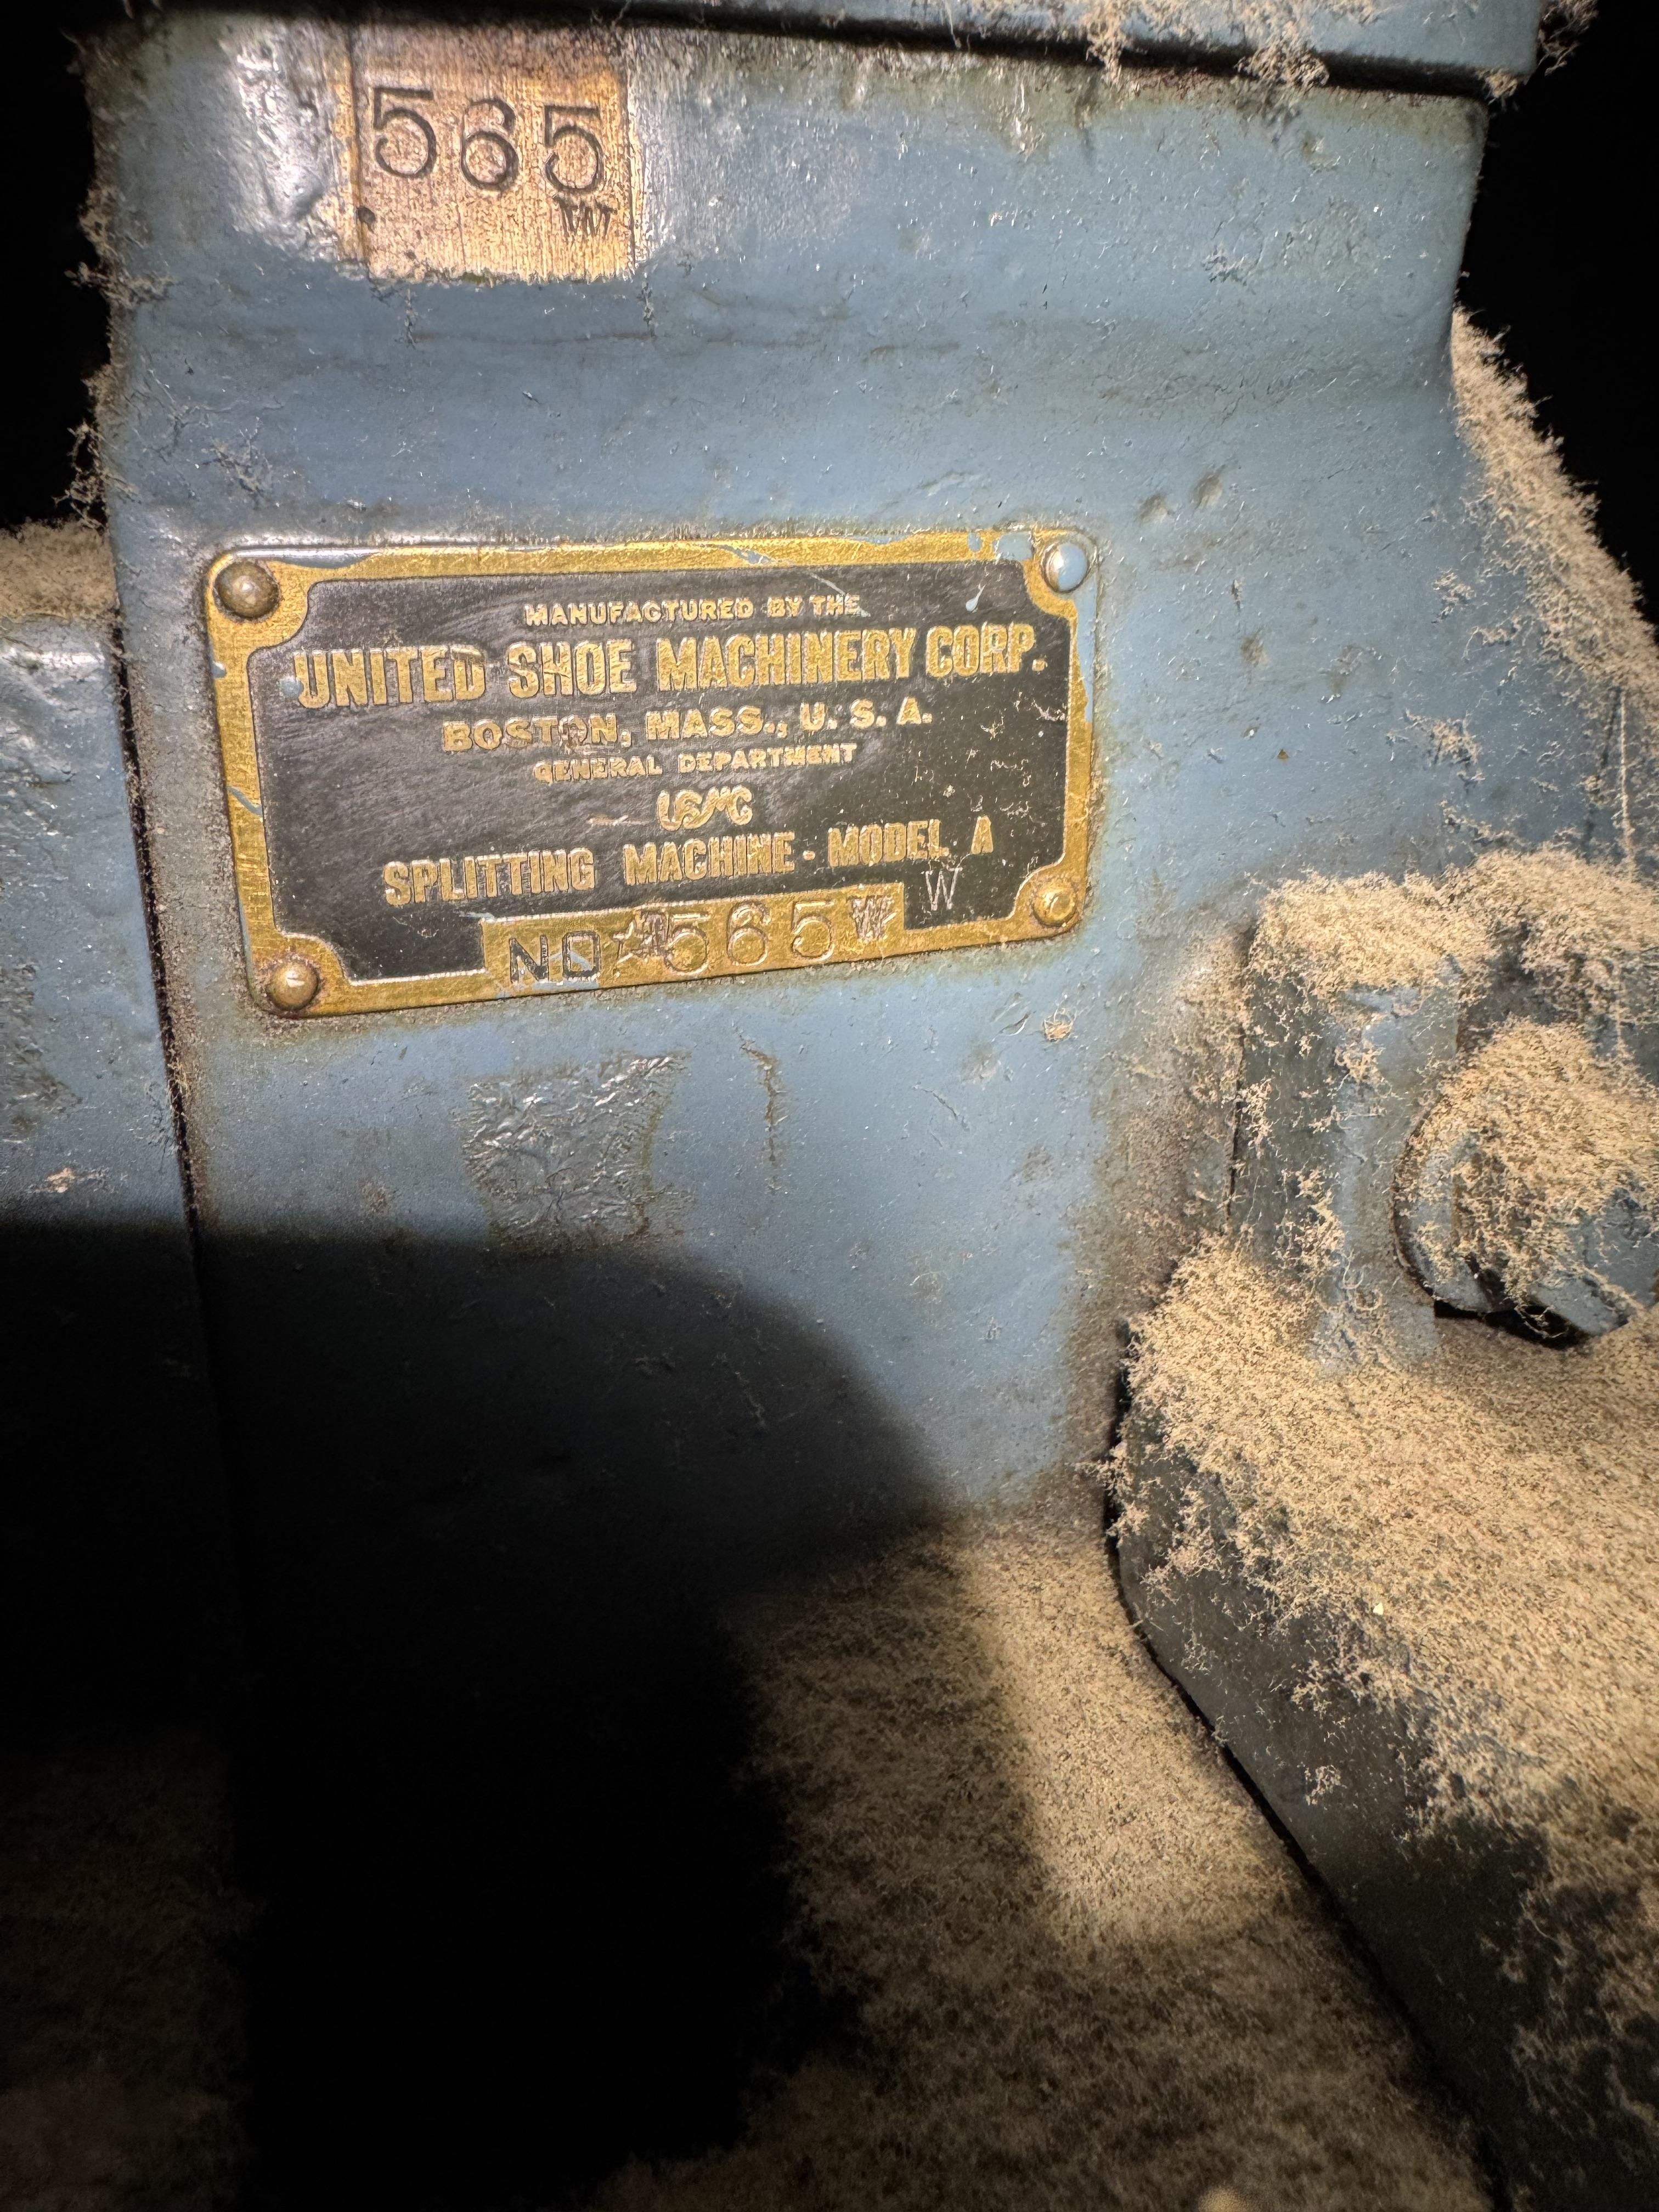 565
W
MANUFACTURED BY THE
UNITED SHOE MACHINERY CORP.
BOSTON, MASS., U. S. A.
GENERAL DEPARTMENT
USMC
SPLITTING MACHINE - MODEL A
W
NO 565 W